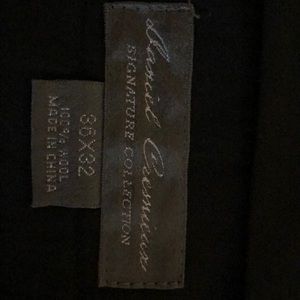 Daniel Cremieux
SIGNATURE COLLECTION
36X32
100% WOOL
MADE IN CHINA